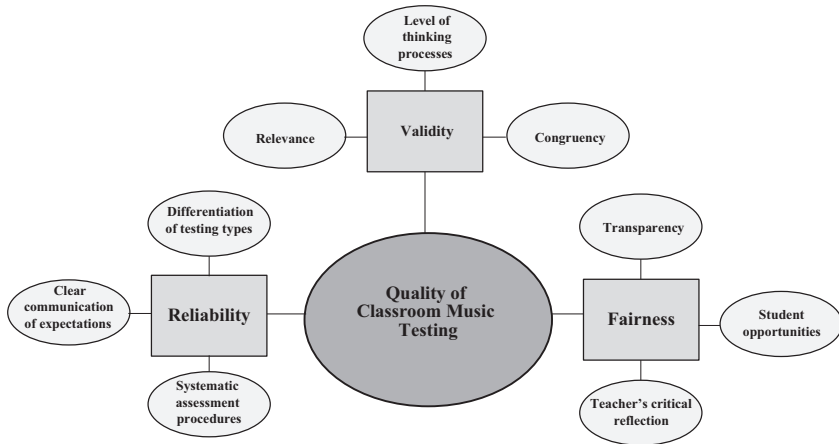 Level of
thinking
processes
Relevance
Validity
Congruency
Differentiation
of testing types
Transparency
Clear
communication
of expectations
Reliability
Quality of
Classroom Music
Testing
Fairness
Student
opportunities
Systematic
assessment
procedures
Teacher's critical
reflection